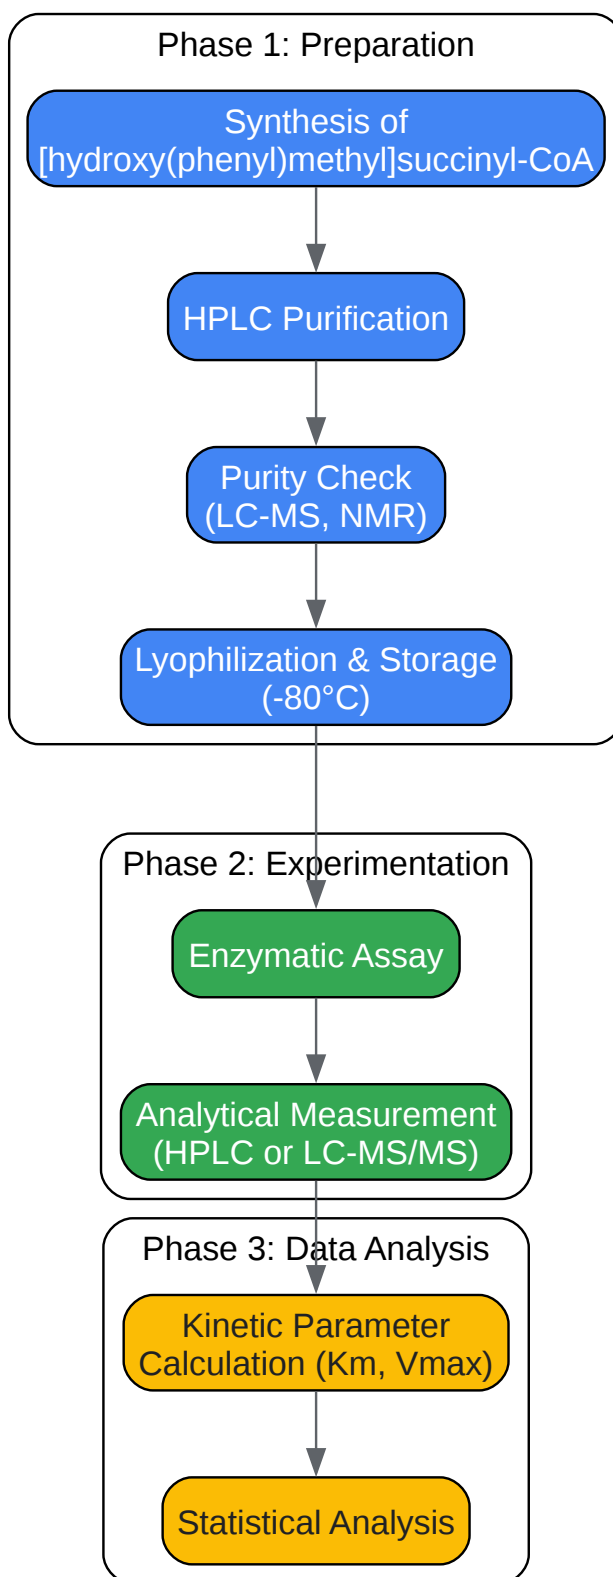 Phase 1: Preparation
Synthesis of
[hydroxy(phenyl)methyl]succinyl-CoA
HPLC Purification
Purity Check
(LC-MS, NMR)
Lyophilization & Storage
(-80°C)
Phase 2: Experimentation
Enzymatic Assay
Analytical Measurement
(HPLC or LC-MS/MS)
Phase 3: Data Analysis
Kinetic Parameter
Calculation (Km, Vmax)
Statistical Analysis